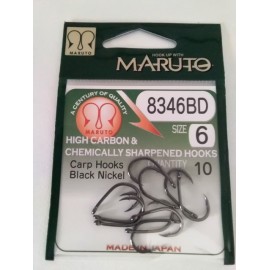 MARUTO
HOOK UP WITH
MARUTO
A CENTURY OF QUALITY
MARUTO
8346BD
SIZE 6
HIGH CARBON &
CHEMICALLY SHARPENED HOOKS
Carp Hooks
Black Nickel
QUANTITY
10
MADE IN JAPAN